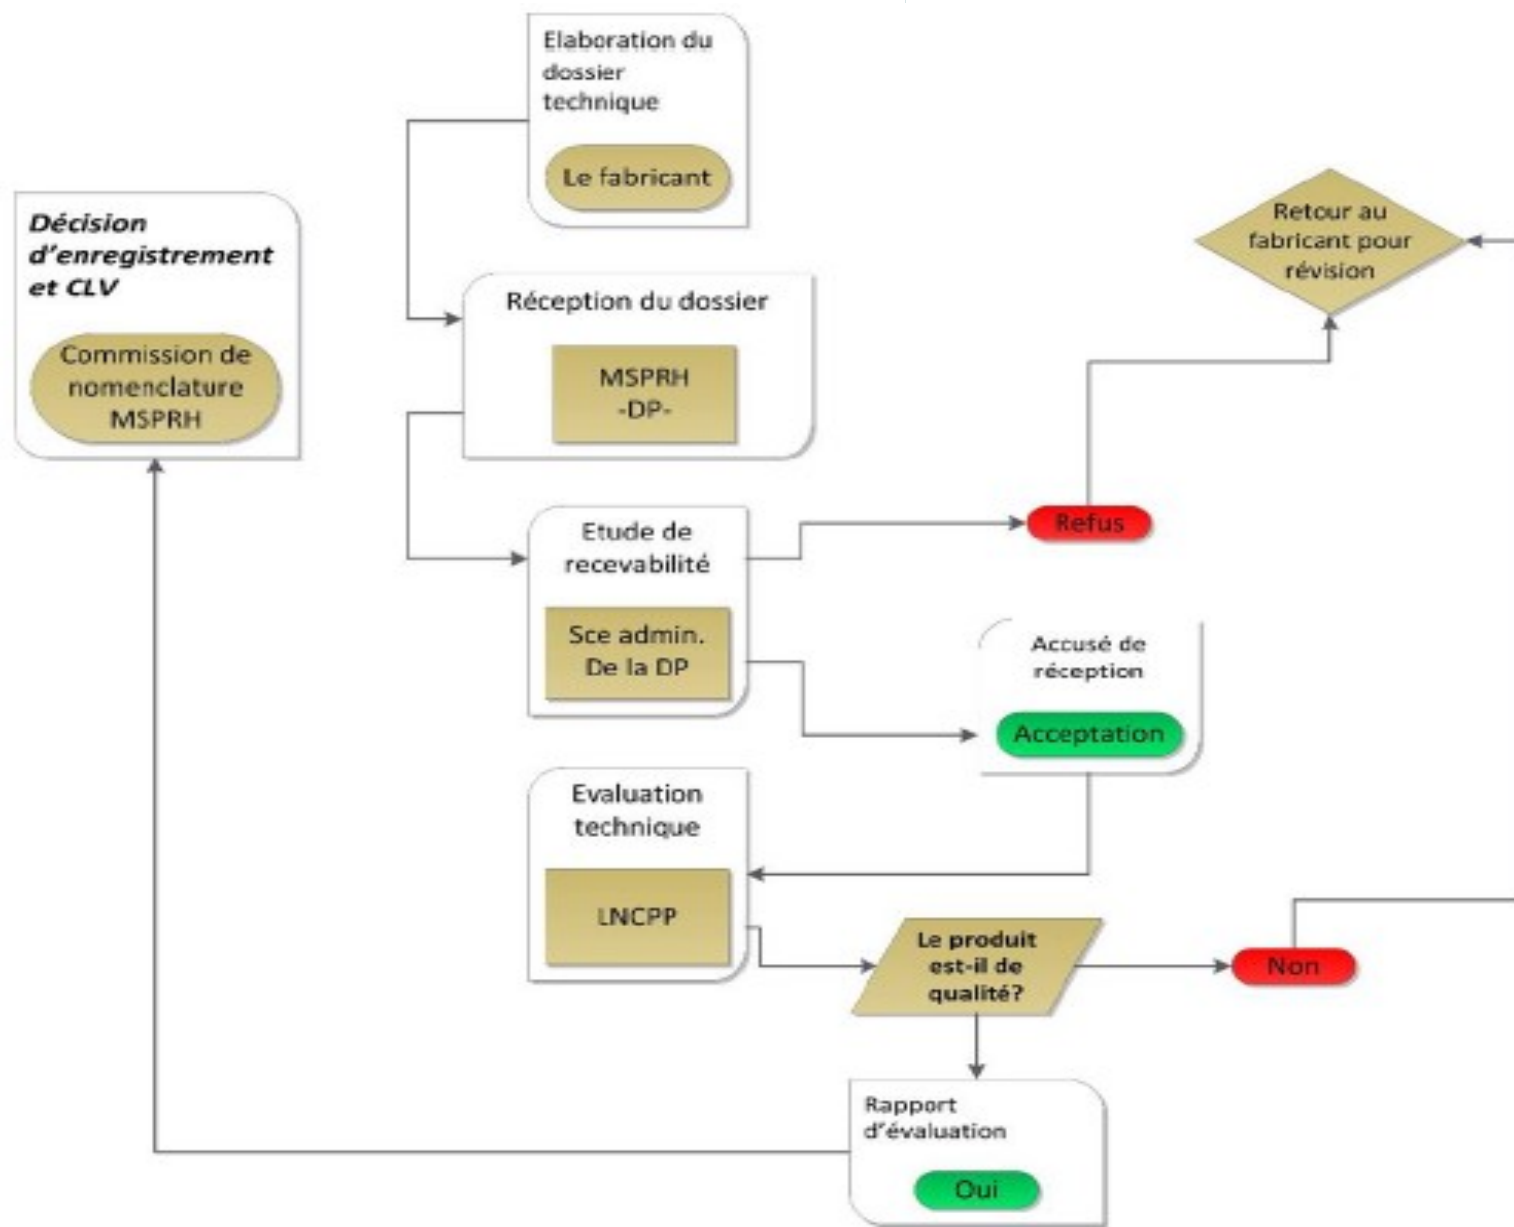 Elaboration du
dossier
technique
Le fabricant
Décision
d'enregistrement
et CLV
Commission de
nomenclature
MSPRH
Réception du dossier
MSPRH
-DP-
Retour au
fabricant pour
révision
Etude de
recevabilité
Sce admin.
De la DP
Refus
Accusé de
réception
Acceptation
Evaluation
technique
LNCPP
Le produit
est-il de
qualité?
Non
Rapport
d'évaluation
Oui